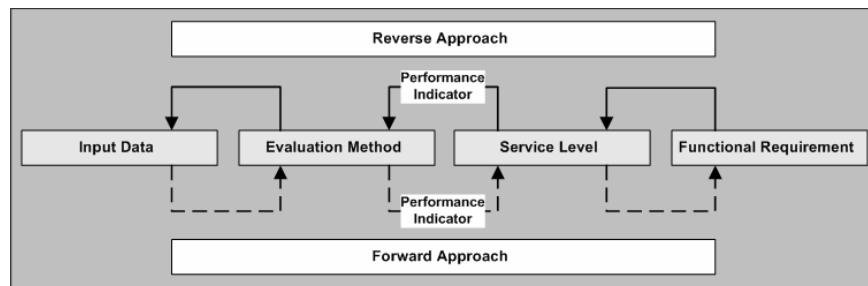 Reverse Approach
Performance
Indicator
Input Data
Evaluation Method
Service Level
Functional Requirement
Performance
Indicator
Forward Approach